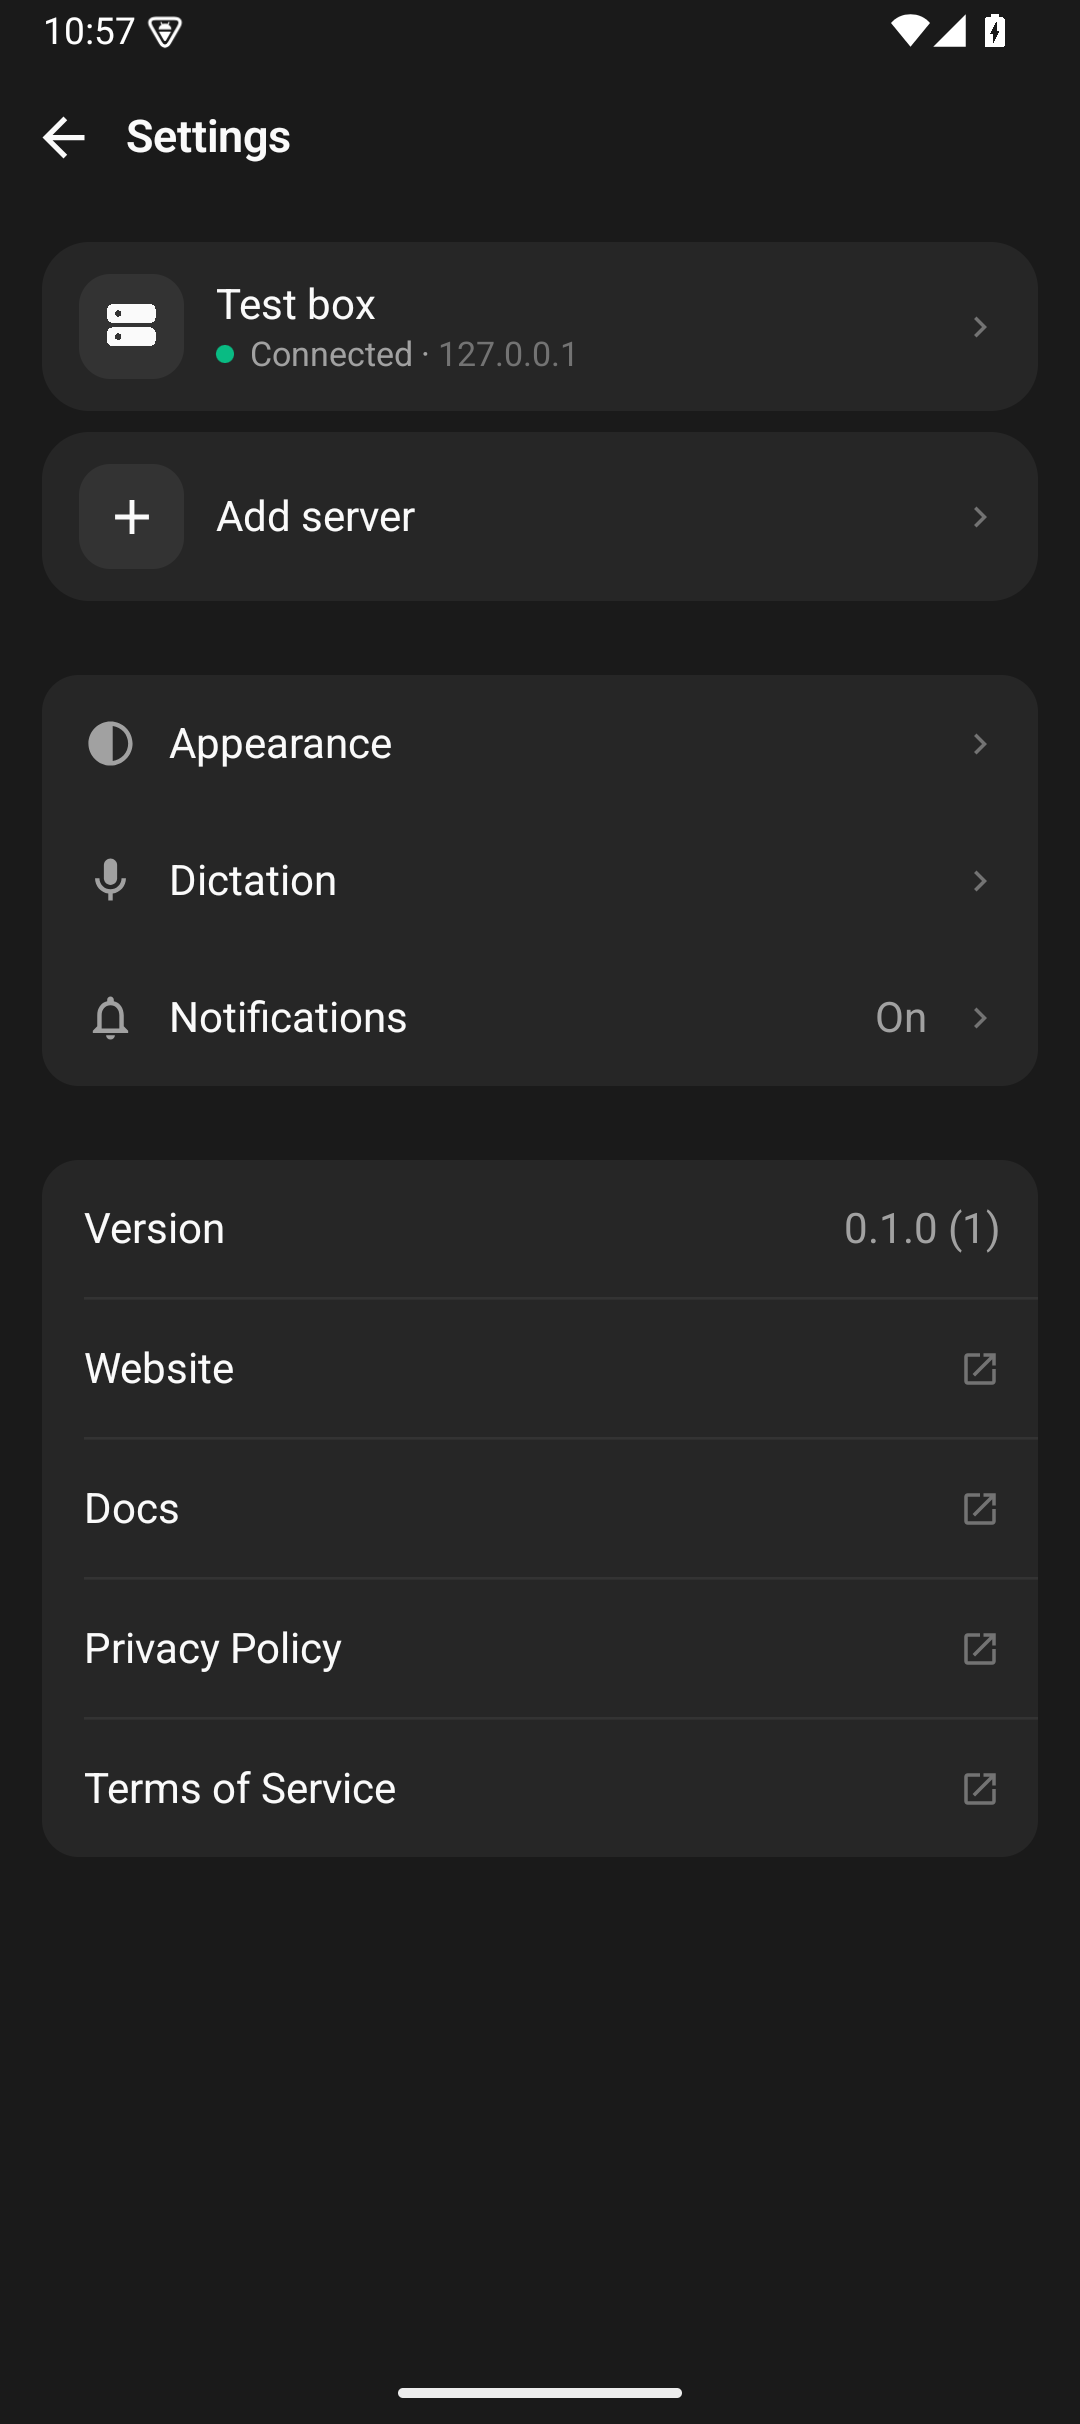 10:57
Settings
Test box
Connected · 127.0.0.1
Add server
Appearance
Dictation
Notifications On
Version 0.1.0 (1)
Website
Docs
Privacy Policy
Terms of Service